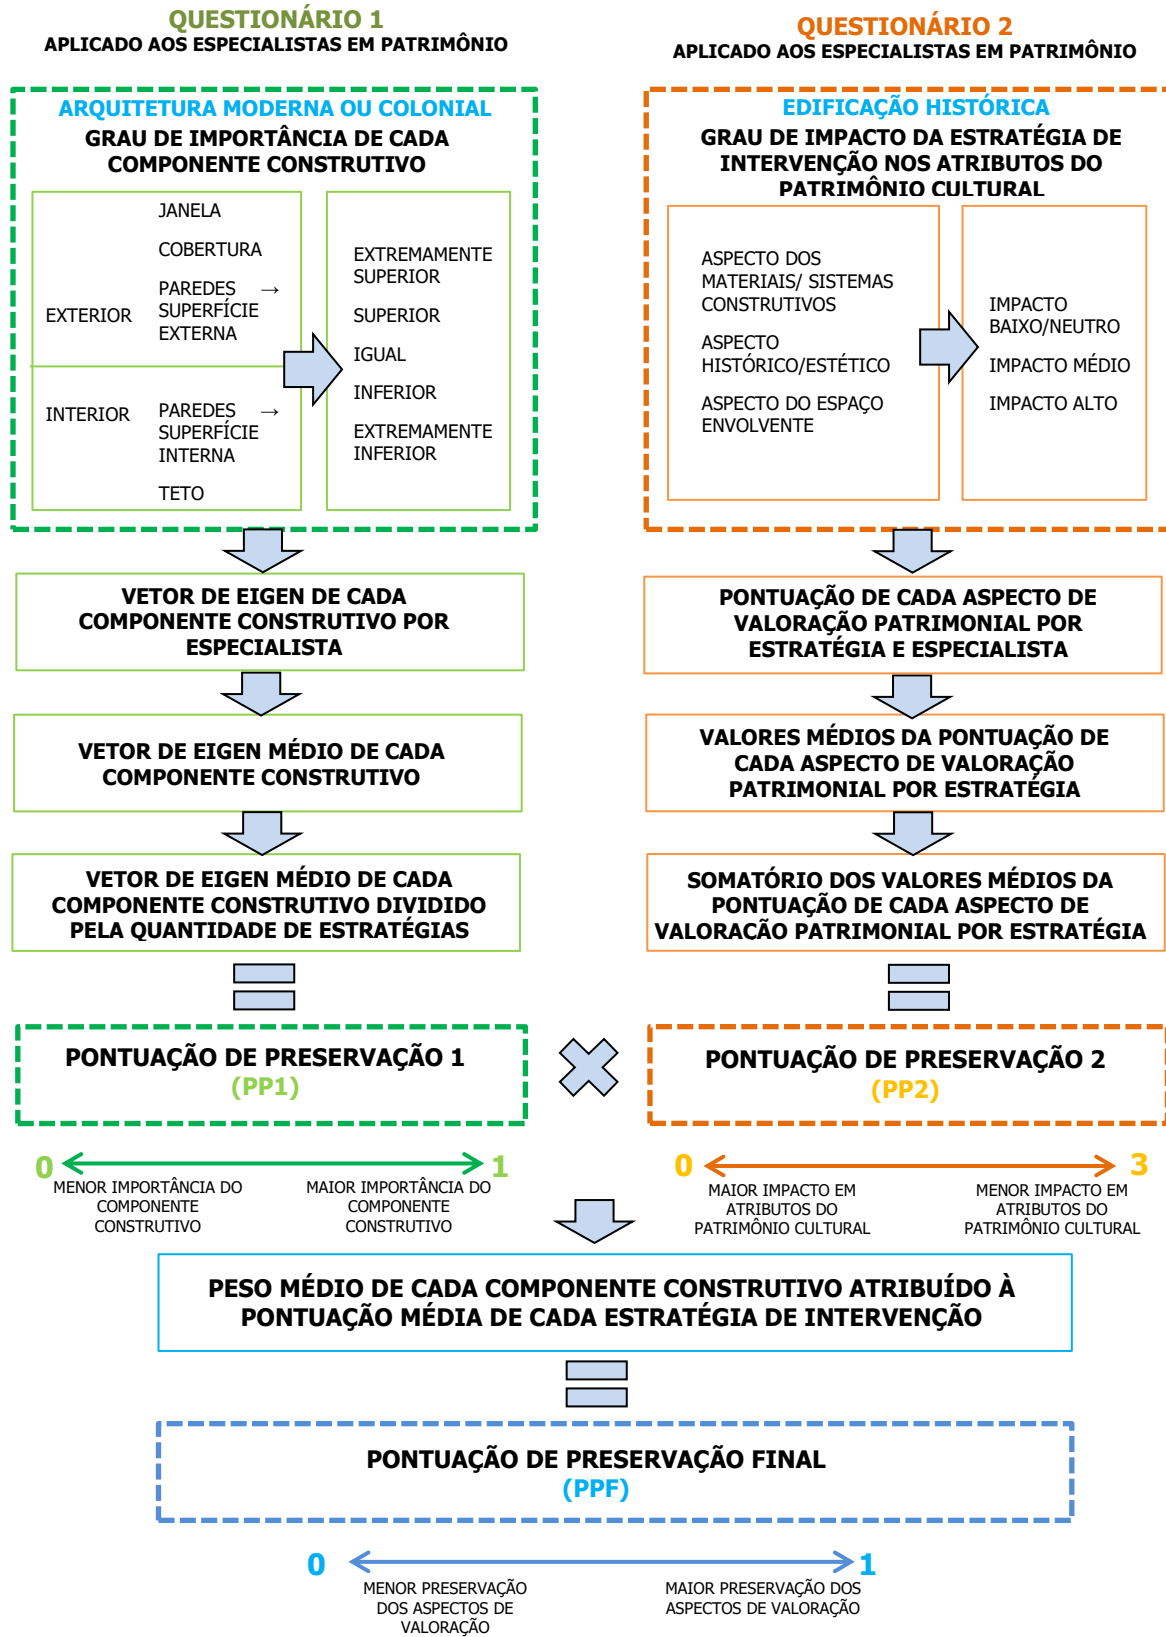 QUESTIONÁRIO 1
APLICADO AOS ESPECIALISTAS EM PATRIMÔNIO
ARQUITETURA MODERNA OU COLONIAL
GRAU DE IMPORTÂNCIA DE CADA
COMPONENTE CONSTRUTIVO
EXTERIOR
JANELA
COBERTURA
PAREDES →
SUPERFÍCIE
EXTERNA
INTERIOR
PAREDES →
SUPERFÍCIE
INTERNA
TETO
EXTREMAMENTE
SUPERIOR
SUPERIOR
IGUAL
INFERIOR
EXTREMAMENTE
INFERIOR
VETOR DE EIGEN DE CADA
COMPONENTE CONSTRUTIVO POR
ESPECIALISTA
VETOR DE EIGEN MÉDIO DE CADA
COMPONENTE CONSTRUTIVO
VETOR DE EIGEN MÉDIO DE CADA
COMPONENTE CONSTRUTIVO DIVIDIDO
PELA QUANTIDADE DE ESTRATÉGIAS
PONTUAÇÃO DE PRESERVAÇÃO 1
(PP1)
0
1
MENOR IMPORTÂNCIA DO
COMPONENTE
CONSTRUTIVO
MAIOR IMPORTÂNCIA DO
COMPONENTE
CONSTRUTIVO
QUESTIONÁRIO 2
APLICADO AOS ESPECIALISTAS EM PATRIMÔNIO
EDIFICAÇÃO HISTÓRICA
GRAU DE IMPACTO DA ESTRATÉGIA DE
INTERVENÇÃO NOS ATRIBUTOS DO
PATRIMÔNIO CULTURAL
ASPECTO DOS
MATERIAIS/ SISTEMAS
CONSTRUTIVOS
ASPECTO
HISTÓRICO/ESTÉTICO
ASPECTO DO ESPAÇO
ENVOLVENTE
IMPACTO
BAIXO/NEUTRO
IMPACTO MÉDIO
IMPACTO ALTO
PONTUAÇÃO DE CADA ASPECTO DE
VALORAÇÃO PATRIMONIAL POR
ESTRATÉGIA E ESPECIALISTA
VALORES MÉDIOS DA PONTUAÇÃO DE
CADA ASPECTO DE VALORAÇÃO
PATRIMONIAL POR ESTRATÉGIA
SOMATÓRIO DOS VALORES MÉDIOS DA
PONTUAÇÃO DE CADA ASPECTO DE
VALORAÇÃO PATRIMONIAL POR ESTRATÉGIA
PONTUAÇÃO DE PRESERVAÇÃO 2
(PP2)
0
3
MAIOR IMPACTO EM
ATRIBUTOS DO
PATRIMÔNIO CULTURAL
MENOR IMPACTO EM
ATRIBUTOS DO
PATRIMÔNIO CULTURAL
PESO MÉDIO DE CADA COMPONENTE CONSTRUTIVO ATRIBUÍDO À
PONTUAÇÃO MÉDIA DE CADA ESTRATÉGIA DE INTERVENÇÃO
PONTUAÇÃO DE PRESERVAÇÃO FINAL
(PPF)
0
1
MENOR PRESERVAÇÃO
DOS ASPECTOS DE
VALORAÇÃO
MAIOR PRESERVAÇÃO DOS
ASPECTOS DE VALORAÇÃO